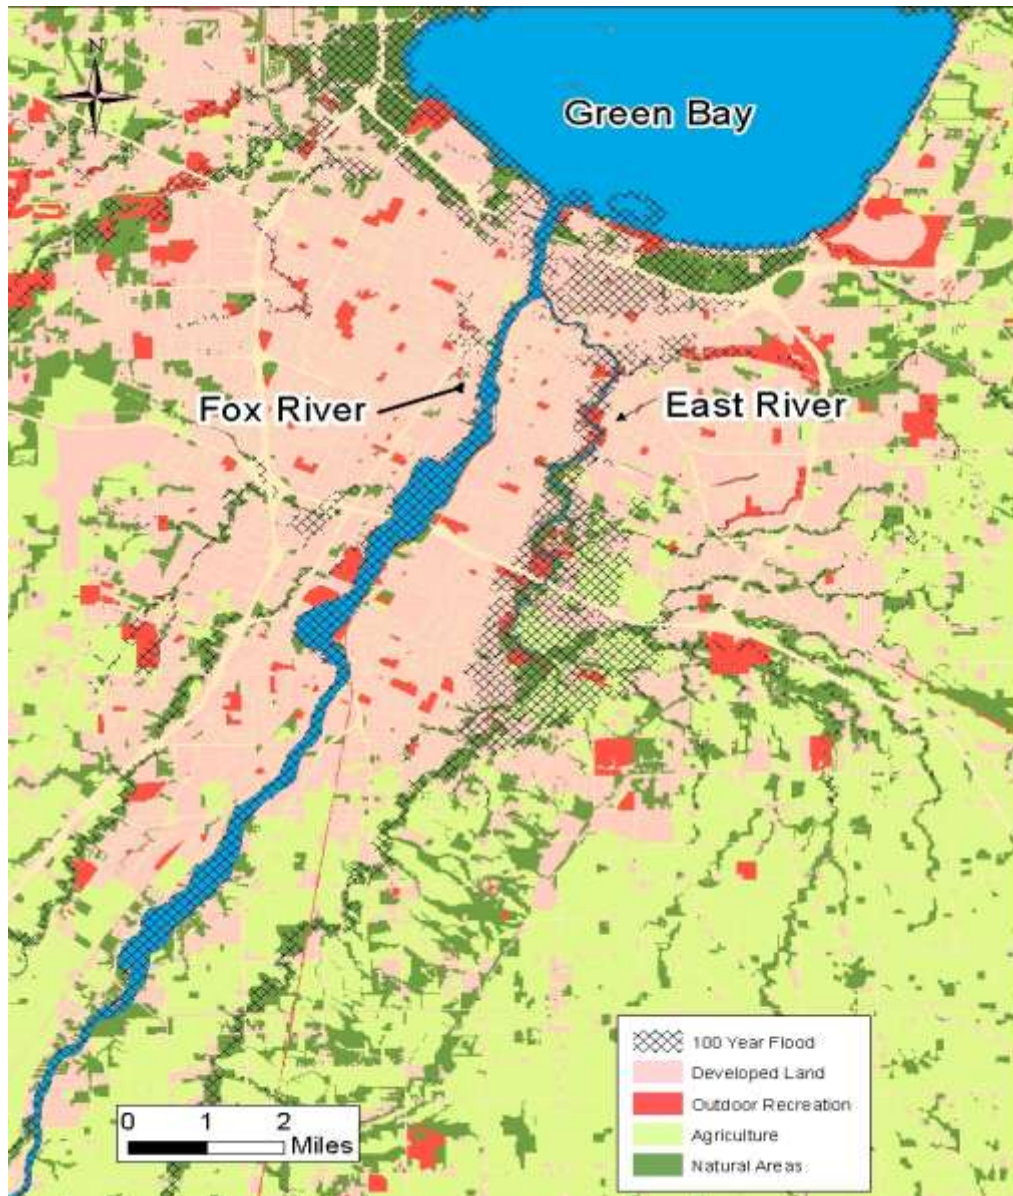 N
Green Bay
Fox River
East River
100 Year Flood
Developed Land
Outdoor Recreation
Agriculture
Natural Areas
0 1 2
Miles